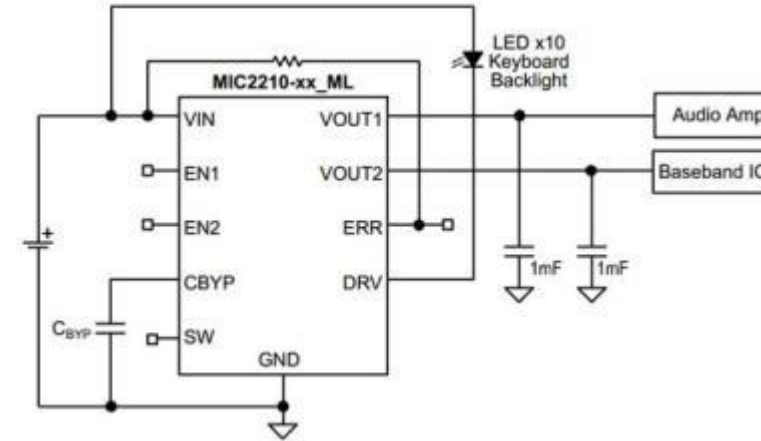 LED x10
Keyboard
Backlight
MIC2210-xx_ML
VIN
VOUT1
Audio Amp
EN1
VOUT2
Baseband IC
EN2
ERR
+
CBYP
DRV
1mF
1mF
CBYP
SW
GND